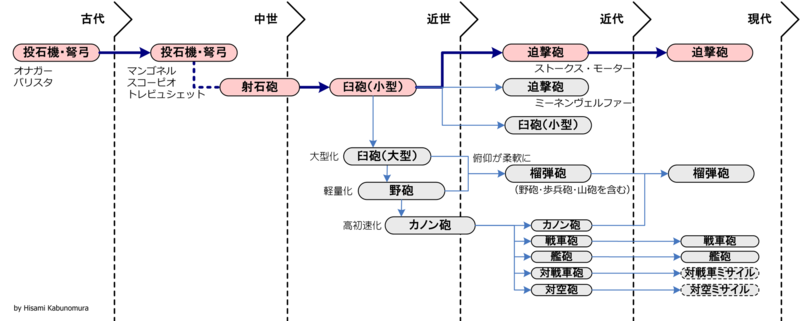 古代
中世
近世
近代
現代
投石機・弩弓
オナガー
バリスタ
投石機・弩弓
マンゴネル
スコーピオ
トレビュシェット
射石砲
臼砲(小型)
迫撃砲
ストークス・モーター
迫撃砲
迫撃砲
ミーネンヴェルファー
臼砲(小型)
大型化
臼砲(大型)
俯仰が柔軟に
榴弾砲
(野砲・歩兵砲・山砲を含む)
榴弾砲
軽量化
野砲
高初速化
カノン砲
カノン砲
戦車砲
戦車砲
艦砲
艦砲
対戦車砲
対戦車ミサイル
対空砲
対空ミサイル
by Hisami Kabunomura